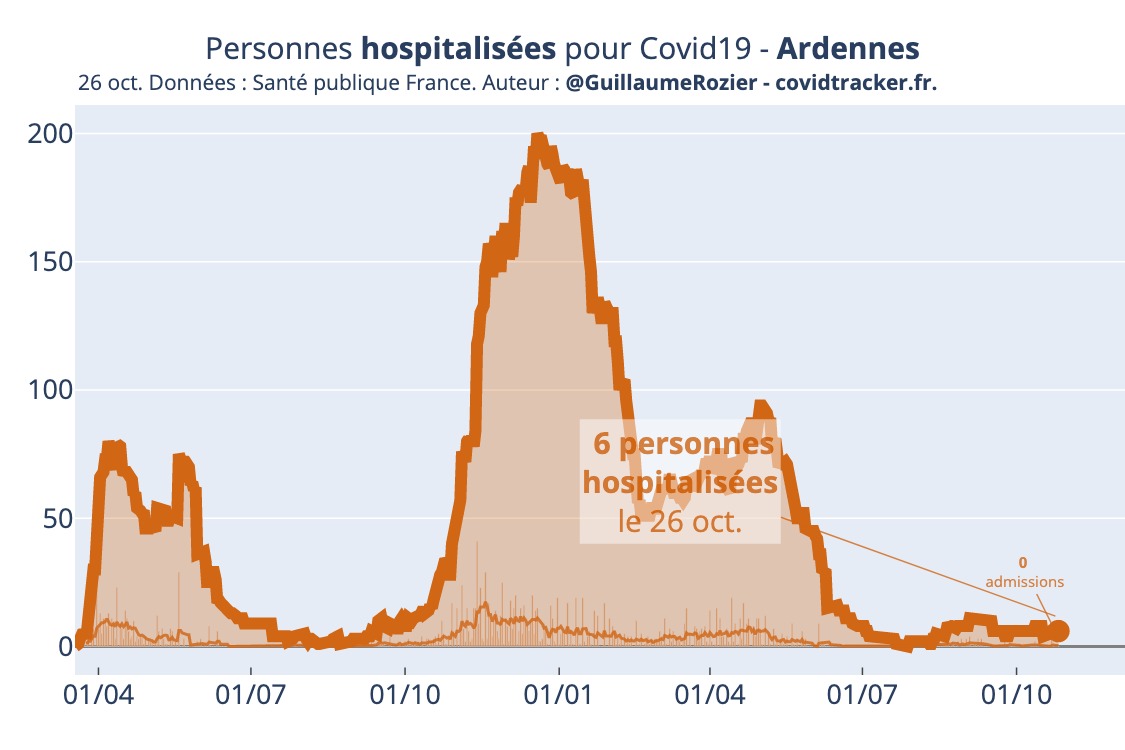 Personnes hospitalisées pour Covid19 - Ardennes
26 oct. Données : Santé publique France. Auteur : @GuillaumeRozier - covidtracker.fr.
200
150
100
50
0
6 personnes
hospitalisées
le 26 oct.
0
admissions
01/04 01/07 01/10 01/01 01/04 01/07 01/10